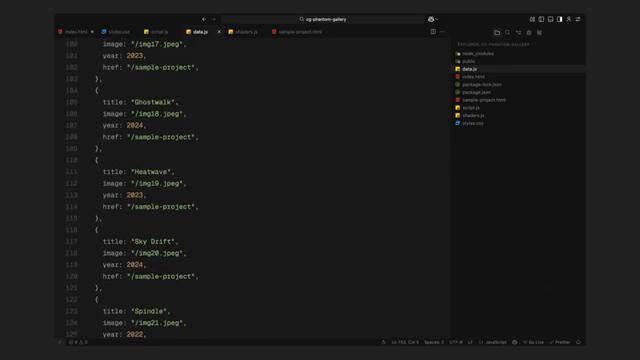 cg-phantom-gallery
index.html
styles.css
script.js
data.js
shaders.js
sample-project.html
100 image: "/img17.jpeg",
101 year: 2023,
102 href: "/sample-project",
103 },
104 {
105 title: "Ghostwalk",
106 image: "/img18.jpeg",
107 year: 2024,
108 href: "/sample-project",
109 },
110 {
111 title: "Heatwave",
112 image: "/img19.jpeg",
113 year: 2023,
114 href: "/sample-project",
115 },
116 {
117 title: "Sky Drift",
118 image: "/img20.jpeg",
119 year: 2024,
120 href: "/sample-project",
121 },
122 {
123 title: "Spindle",
124 image: "/img21.jpeg",
125 year: 2022,
EXPLORER: CG-PHANTOM-GALLERY
node_modules
public
data.js
index.html
package-lock.json
package.json
sample-project.html
script.js
shaders.js
styles.css
0 0
Ln 153, Col 5
Spaces: 2
UTF-8
LF
{} JavaScript
Go Live
Prettier